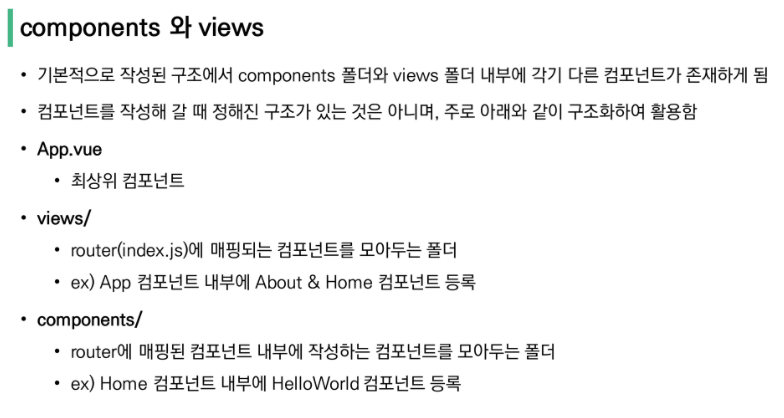 components 와 views
• 기본적으로 작성된 구조에서 components 폴더와 views 폴더 내부에 각기 다른 컴포넌트가 존재하게 됨
• 컴포넌트를 작성해 갈 때 정해진 구조가 있는 것은 아니며, 주로 아래와 같이 구조화하여 활용함
• App.vue
• 최상위 컴포넌트
• views/
• router(index.js)에 매핑되는 컴포넌트를 모아두는 폴더
• ex) App 컴포넌트 내부에 About & Home 컴포넌트 등록
• components/
• router에 매핑된 컴포넌트 내부에 작성하는 컴포넌트를 모아두는 폴더
• ex) Home 컴포넌트 내부에 HelloWorld 컴포넌트 등록